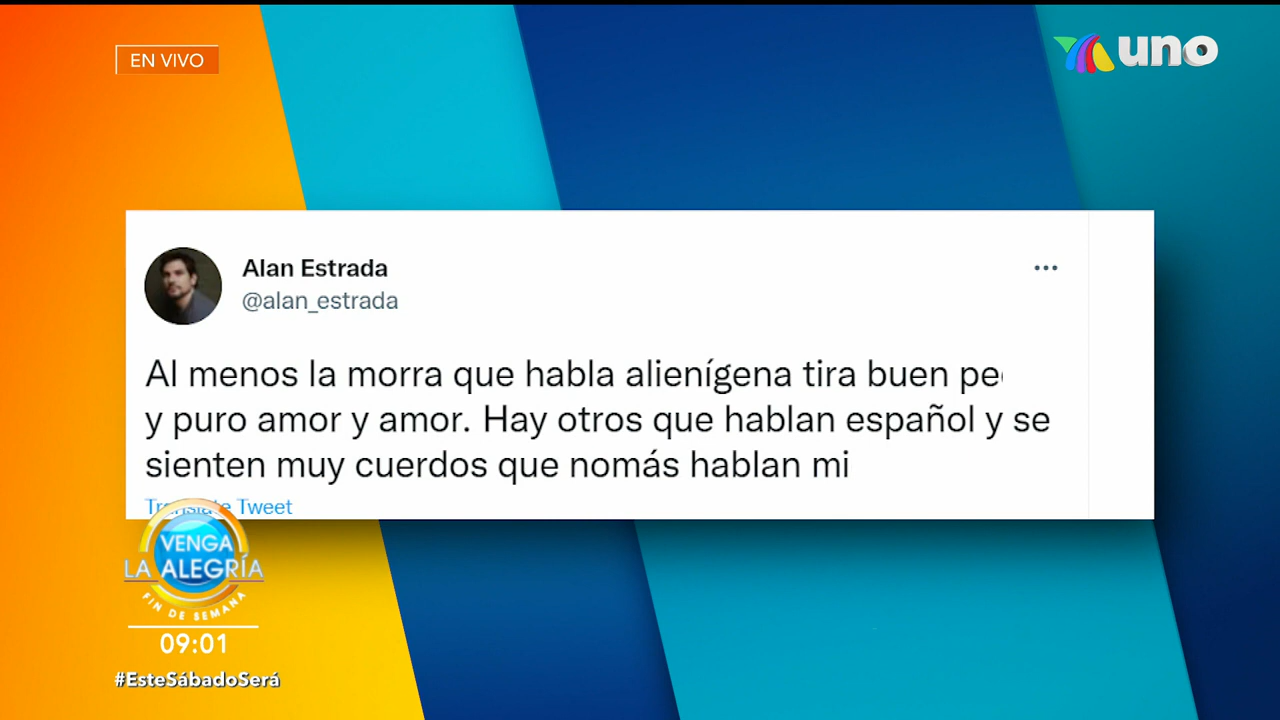 EN VIVO
uno
Alan Estrada
@alan_estrada
Al menos la morra que habla alienígena tira buen
y puro amor y amor. Hay otros que hablan español y se
sienten muy cuerdos que nomás hablan mi
Translate Tweet
VENGA
LA ALEGRÍA
FIN DE SEMANA
09:01
#EsteSábadoSerá